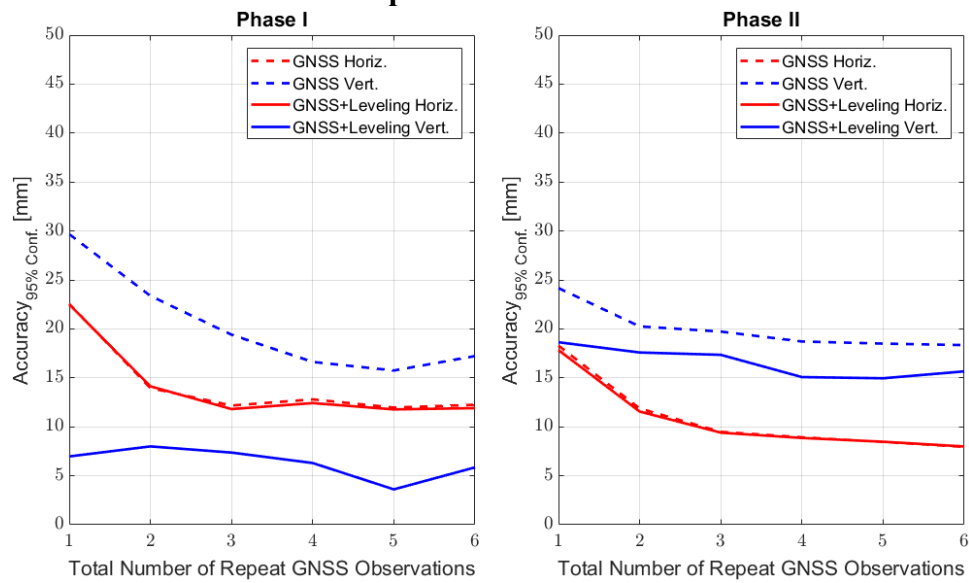 Phase I
50
45
40
35
30
25
20
15
10
5
0
1 2 3 4 5 6
Accuracy95% Conf. [mm]
Total Number of Repeat GNSS Observations
GNSS Horiz.
GNSS Vert.
GNSS+Leveling Horiz.
GNSS+Leveling Vert.
Phase II
50
45
40
35
30
25
20
15
10
5
0
1 2 3 4 5 6
Accuracy95% Conf. [mm]
Total Number of Repeat GNSS Observations
GNSS Horiz.
GNSS Vert.
GNSS+Leveling Horiz.
GNSS+Leveling Vert.